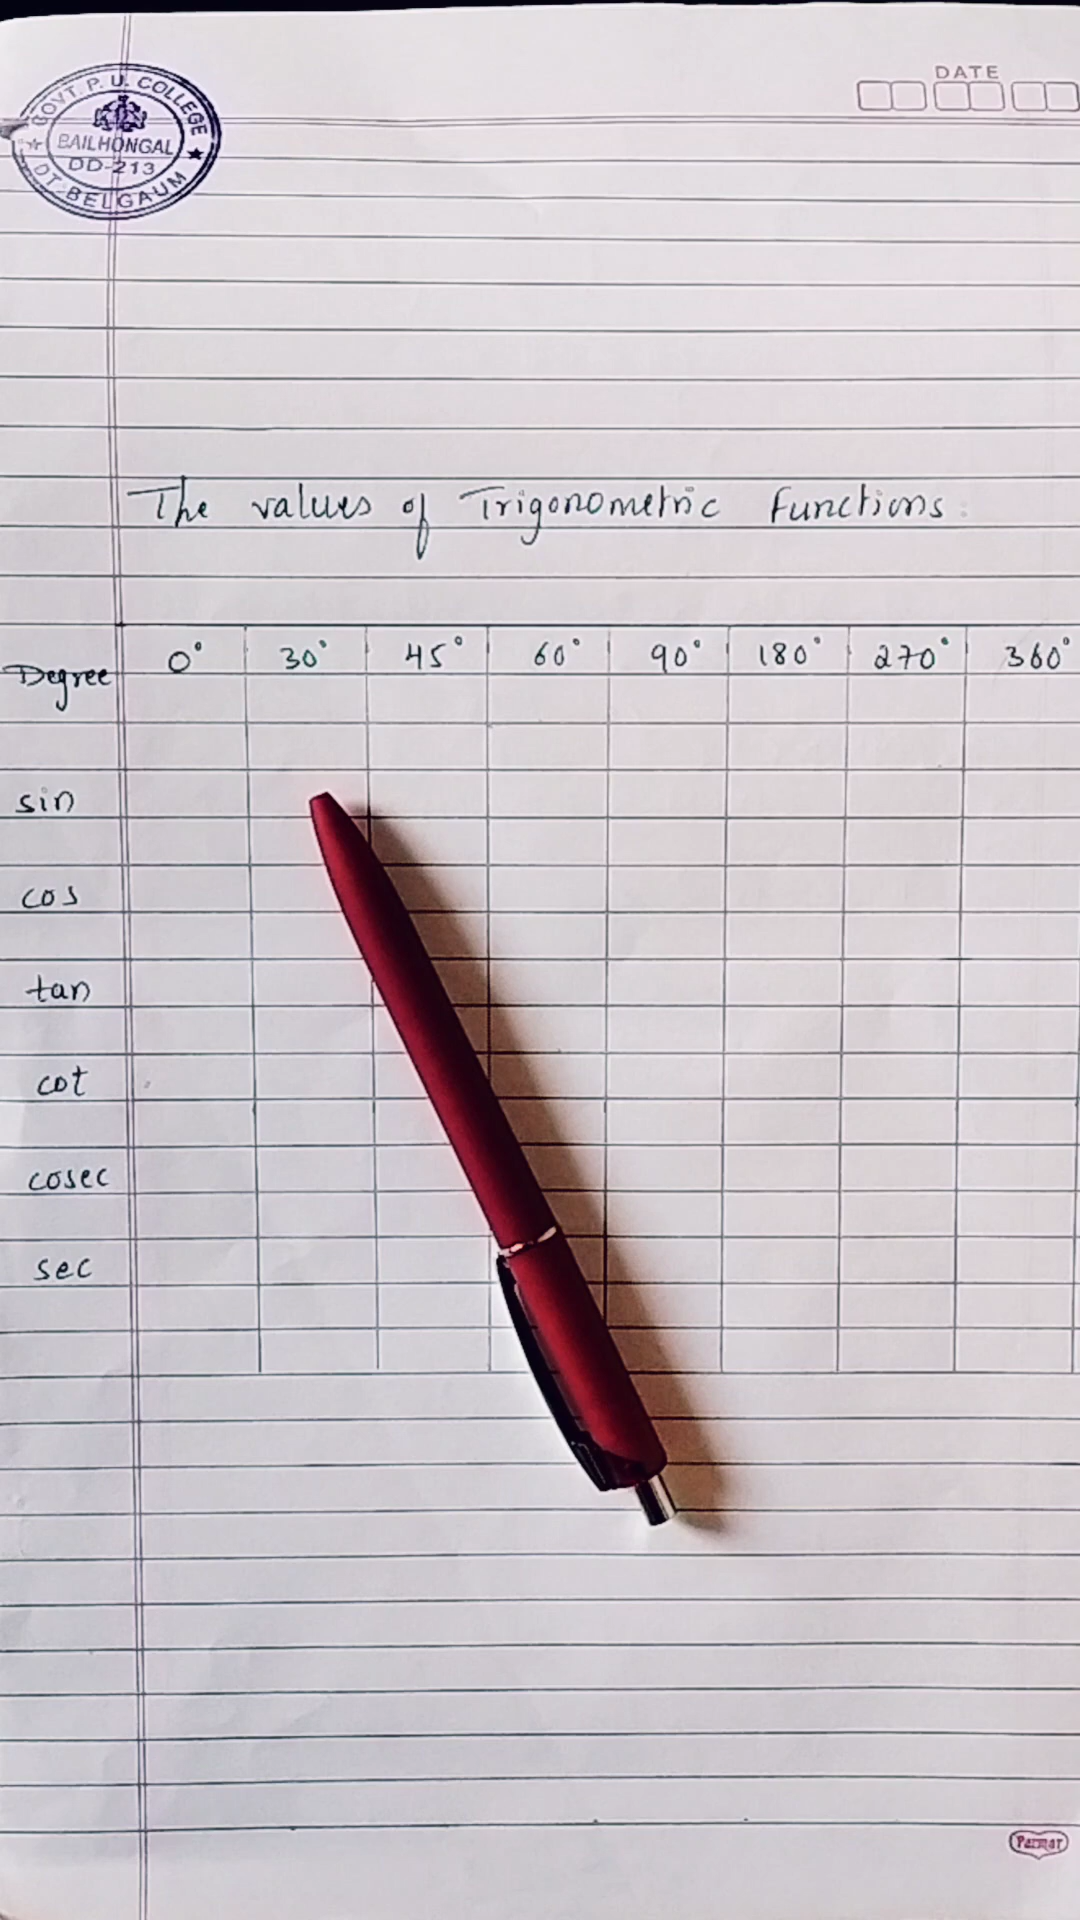 GOVT. P. U. COLLEGE
BAILHONGAL
DD-213
DT. BELGAUM
DATE
The values of Trigonometric Functions.
Degree 0° 30° 45° 60° 90° 180° 270° 360°
sin
cos
tan
cot
cosec
sec
Parmar